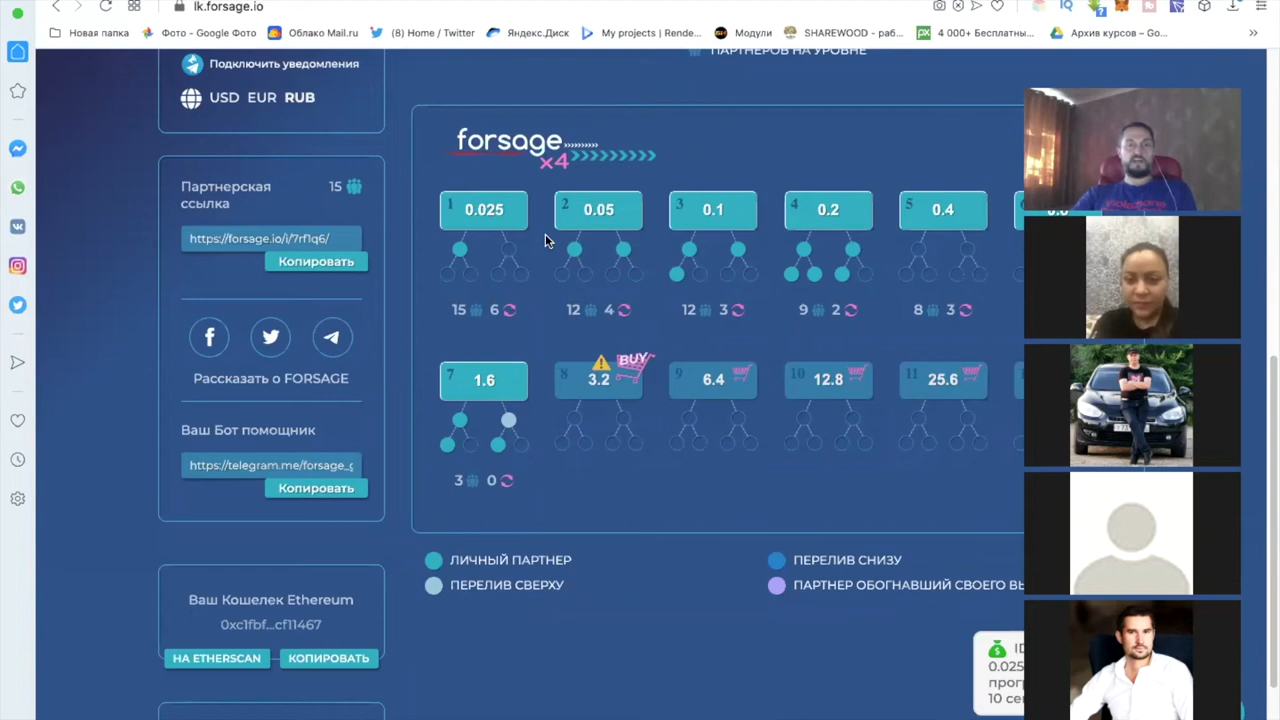 lk.forsage.io
Новая папка
Фото - Google Фото
Облако Mail.ru
(8) Home / Twitter
Яндекс.Диск
My projects | Rende...
Модули
SHAREWOOD - раб...
4 000+ Бесплатны...
Архив курсов – Go...
ПАРТНЕРОВ НА УРОВНЕ
Подключить уведомления
USD EUR RUB
Партнерская
ссылка
15
https://forsage.io/i/7rf1q6/
Копировать
Рассказать о FORSAGE
Ваш Бот помощник
https://telegram.me/forsage_g
Копировать
Ваш Кошелек Ethereum
0xc1fbf...cf11467
НА ETHERSCAN
КОПИРОВАТЬ
forsage
x4
1 0.025
2 0.05
3 0.1
4 0.2
5 0.4
15 6
12 4
12 3
9 2
8 3
7 1.6
8 3.2 BUY
9 6.4
10 12.8
11 25.6
3 0
ЛИЧНЫЙ ПАРТНЕР
ПЕРЕЛИВ СНИЗУ
ПЕРЕЛИВ СВЕРХУ
ПАРТНЕР ОБОГНАВШИЙ СВОЕГО
0.025